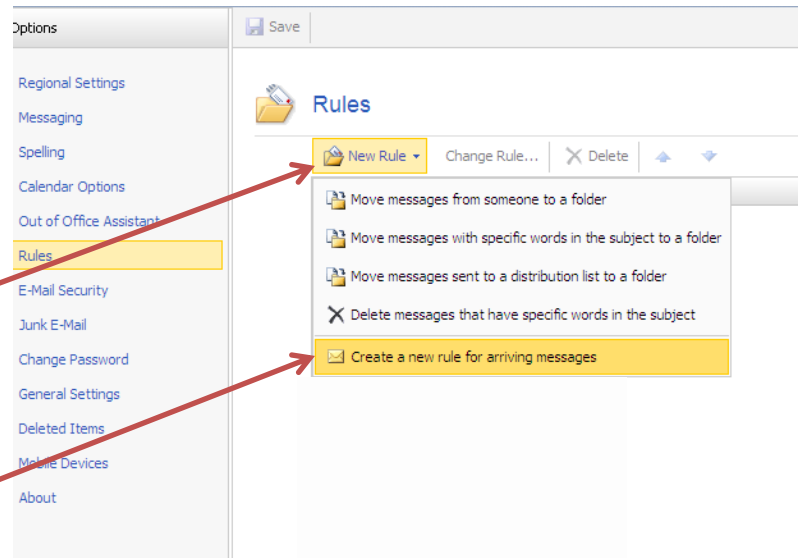 Options
Save
Regional Settings
Messaging
Spelling
Calendar Options
Out of Office Assistant
Rules
E-Mail Security
Junk E-Mail
Change Password
General Settings
Deleted Items
Mobile Devices
About
Rules
New Rule
Change Rule...
Delete
Move messages from someone to a folder
Move messages with specific words in the subject to a folder
Move messages sent to a distribution list to a folder
Delete messages that have specific words in the subject
Create a new rule for arriving messages